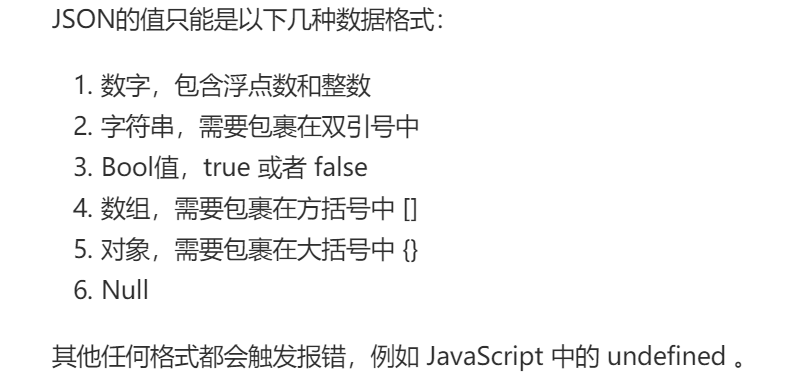 JSON的值只能是以下几种数据格式：
1. 数字，包含浮点数和整数
2. 字符串，需要包裹在双引号中
3. Bool值，true 或者 false
4. 数组，需要包裹在方括号中 []
5. 对象，需要包裹在大括号中 {}
6. Null
其他任何格式都会触发报错，例如 JavaScript 中的 undefined 。